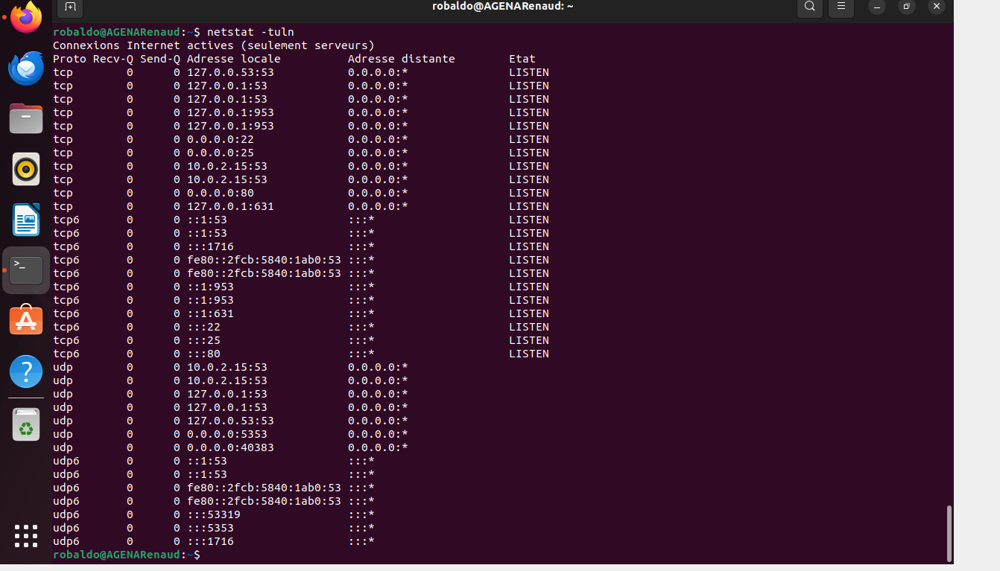 robaldo@AGENARenaud: ~
robaldo@AGENARenaud:~$ netstat -tuln
Connexions Internet actives (seulement serveurs)
Proto Recv-Q Send-Q Adresse locale          Adresse distante        Etat
tcp        0      0 127.0.0.53:53           0.0.0.0:*               LISTEN
tcp        0      0 127.0.0.1:53            0.0.0.0:*               LISTEN
tcp        0      0 127.0.0.1:53            0.0.0.0:*               LISTEN
tcp        0      0 127.0.0.1:953           0.0.0.0:*               LISTEN
tcp        0      0 127.0.0.1:953           0.0.0.0:*               LISTEN
tcp        0      0 0.0.0.0:22              0.0.0.0:*               LISTEN
tcp        0      0 0.0.0.0:25              0.0.0.0:*               LISTEN
tcp        0      0 10.0.2.15:53            0.0.0.0:*               LISTEN
tcp        0      0 10.0.2.15:53            0.0.0.0:*               LISTEN
tcp        0      0 0.0.0.0:80              0.0.0.0:*               LISTEN
tcp        0      0 127.0.0.1:631           0.0.0.0:*               LISTEN
tcp6       0      0 ::1:53                  :::*                    LISTEN
tcp6       0      0 ::1:53                  :::*                    LISTEN
tcp6       0      0 :::1716                 :::*                    LISTEN
tcp6       0      0 fe80::2fcb:5840:1ab0:53 :::*                    LISTEN
tcp6       0      0 fe80::2fcb:5840:1ab0:53 :::*                    LISTEN
tcp6       0      0 ::1:953                 :::*                    LISTEN
tcp6       0      0 ::1:953                 :::*                    LISTEN
tcp6       0      0 ::1:631                 :::*                    LISTEN
tcp6       0      0 :::22                   :::*                    LISTEN
tcp6       0      0 :::25                   :::*                    LISTEN
tcp6       0      0 :::80                   :::*                    LISTEN
udp        0      0 10.0.2.15:53            0.0.0.0:*
udp        0      0 10.0.2.15:53            0.0.0.0:*
udp        0      0 127.0.0.1:53            0.0.0.0:*
udp        0      0 127.0.0.1:53            0.0.0.0:*
udp        0      0 127.0.0.53:53           0.0.0.0:*
udp        0      0 0.0.0.0:5353            0.0.0.0:*
udp        0      0 0.0.0.0:40383           0.0.0.0:*
udp6       0      0 ::1:53                  :::*
udp6       0      0 ::1:53                  :::*
udp6       0      0 fe80::2fcb:5840:1ab0:53 :::*
udp6       0      0 fe80::2fcb:5840:1ab0:53 :::*
udp6       0      0 :::53319                :::*
udp6       0      0 :::5353                 :::*
udp6       0      0 :::1716                 :::*
robaldo@AGENARenaud:~$